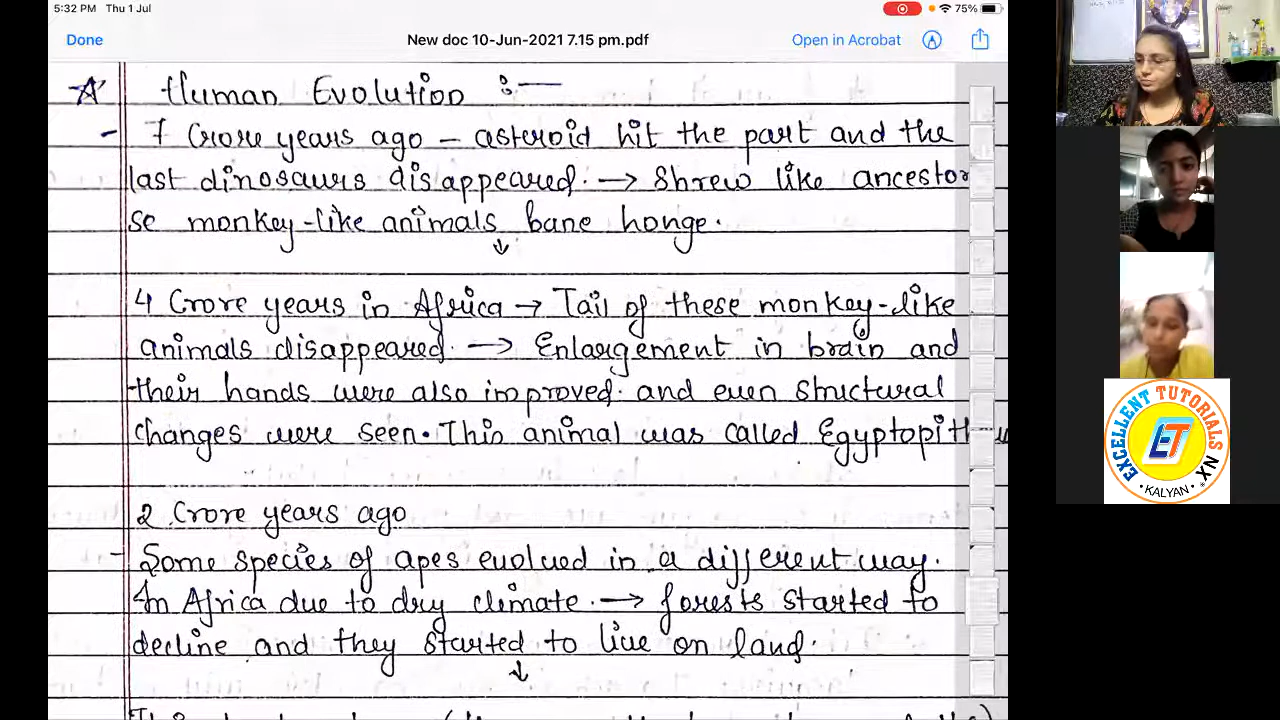 5:32 PM Thu 1 Jul
75%
Done
New doc 10-Jun-2021 7.15 pm.pdf
Open in Acrobat
Human Evolution :—
- 7 Crore years ago – asteroid hit the part and the
last dinosaurs disappeared. → Shrew like ancestor
se monkey-like animals bane honge.
↓
4 Crore years in Africa → Tail of these monkey-like
animals disappeared. → Enlargement in brain and
their hands were also improved. and even structural
changes were seen. This animal was called
2 Crore years ago
- Some species of apes evolved in a different way.
In Africa due to dry climate. → forests started to
decline and they started to live on land.
↓
EXCELLENT TUTORIALS NX
ET
• KALYAN •